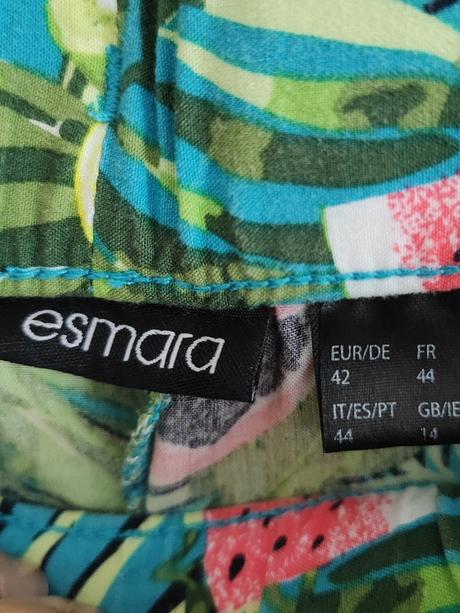 esmara
EUR/DE FR
42 44
IT/ES/PT GB/IE
44 14